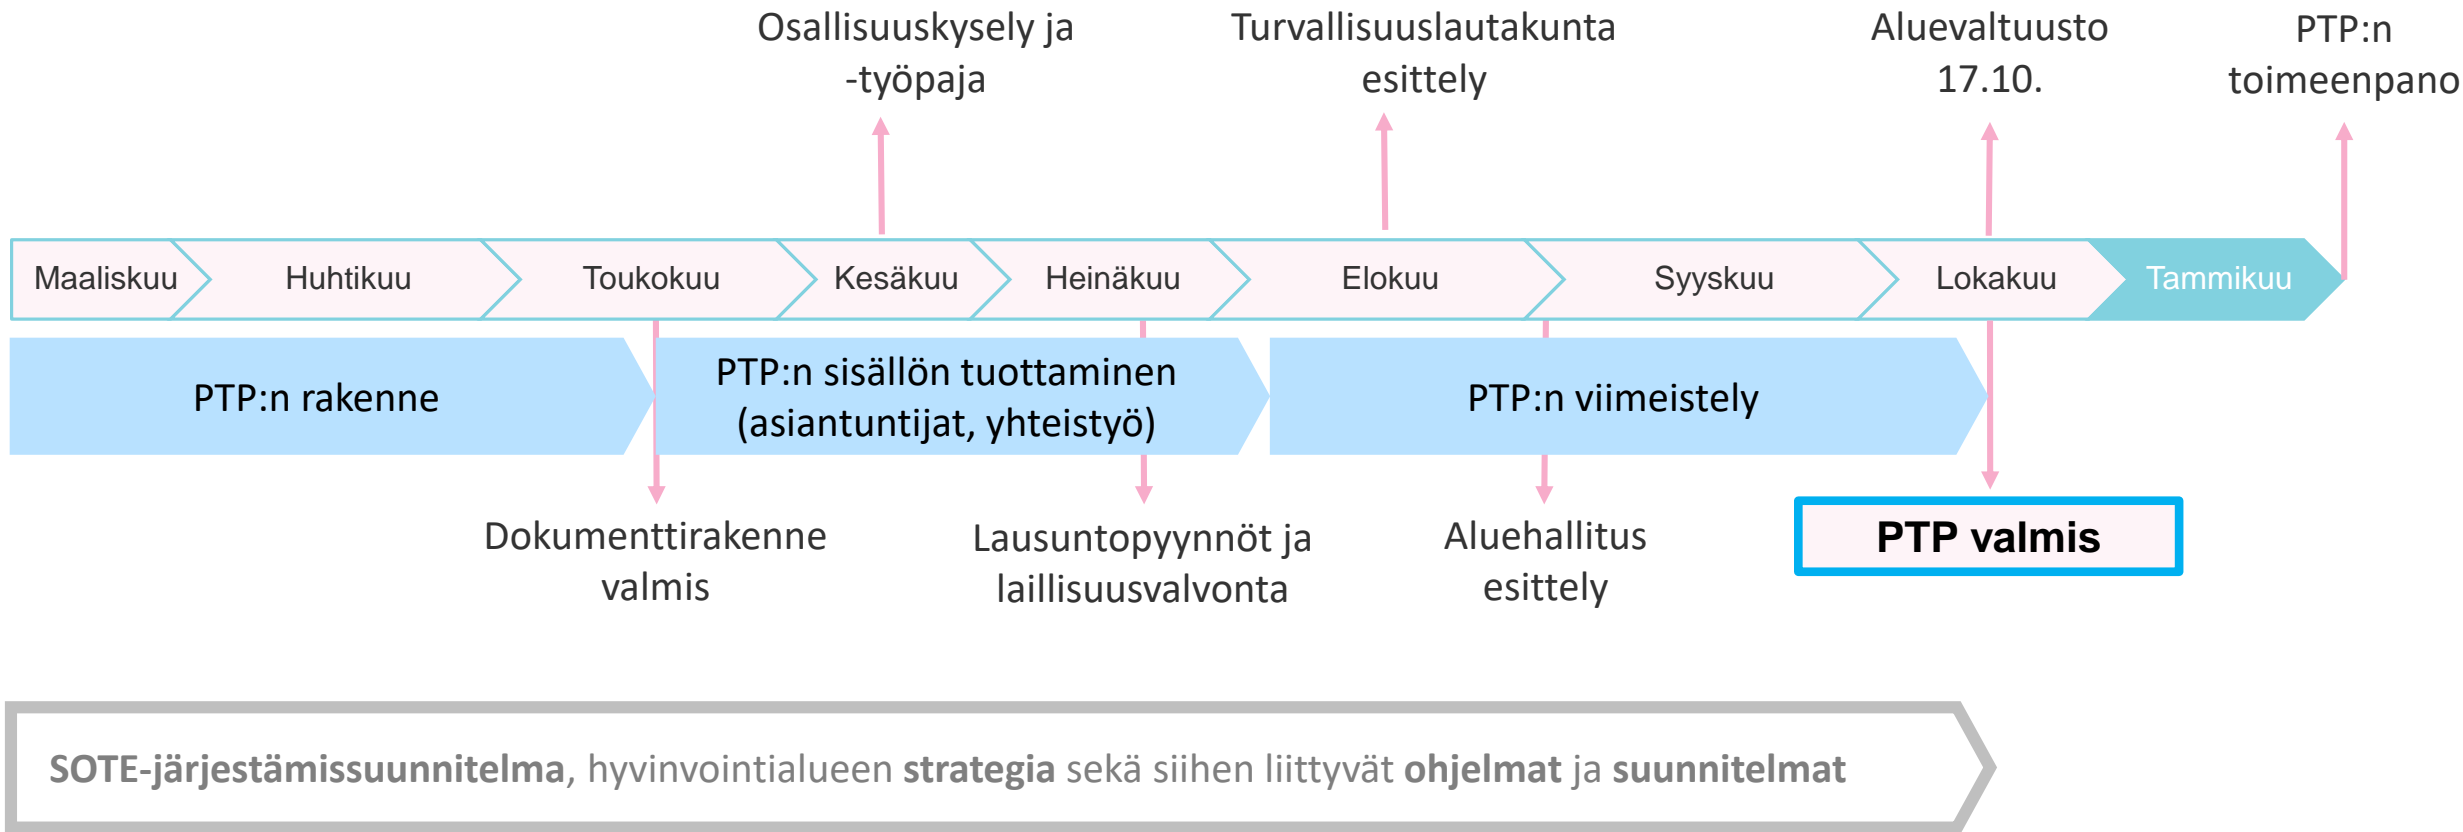 Osallisuuskysely ja
-työpaja
Turvallisuuslautakunta
esittely
Aluevaltuusto
17.10.
PTP:n
toimeenpano
Maaliskuu
Huhtikuu
Toukokuu
Kesäkuu
Heinäkuu
Elokuu
Syyskuu
Lokakuu
Tammikuu
PTP:n rakenne
PTP:n sisällön tuottaminen
(asiantuntijat, yhteistyö)
PTP:n viimeistely
Dokumenttirakenne
valmis
Lausuntopyynnöt ja
laillisuusvalvonta
Aluehallitus
esittely
PTP valmis
SOTE-järjestämissuunnitelma, hyvinvointialueen strategia sekä siihen liittyvät ohjelmat ja suunnitelmat